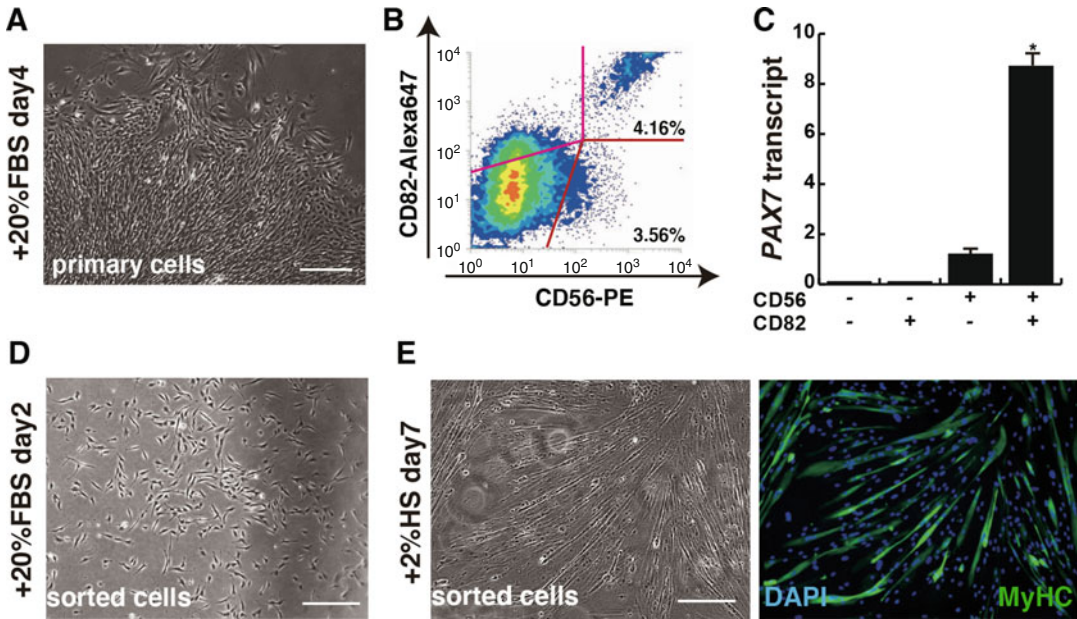 A
+20%FBS day4
primary cells
B
CD82-Alexa647
10⁴
10³
10²
10¹
10⁰
4.16%
3.56%
10⁰ 10¹ 10² 10³ 10⁴
CD56-PE
C
PAX7 transcript
10
8
6
4
2
0
*
CD56 - - + +
CD82 - + - +
D
+20%FBS day2
sorted cells
E
+2%HS day7
sorted cells
DAPI
MyHC